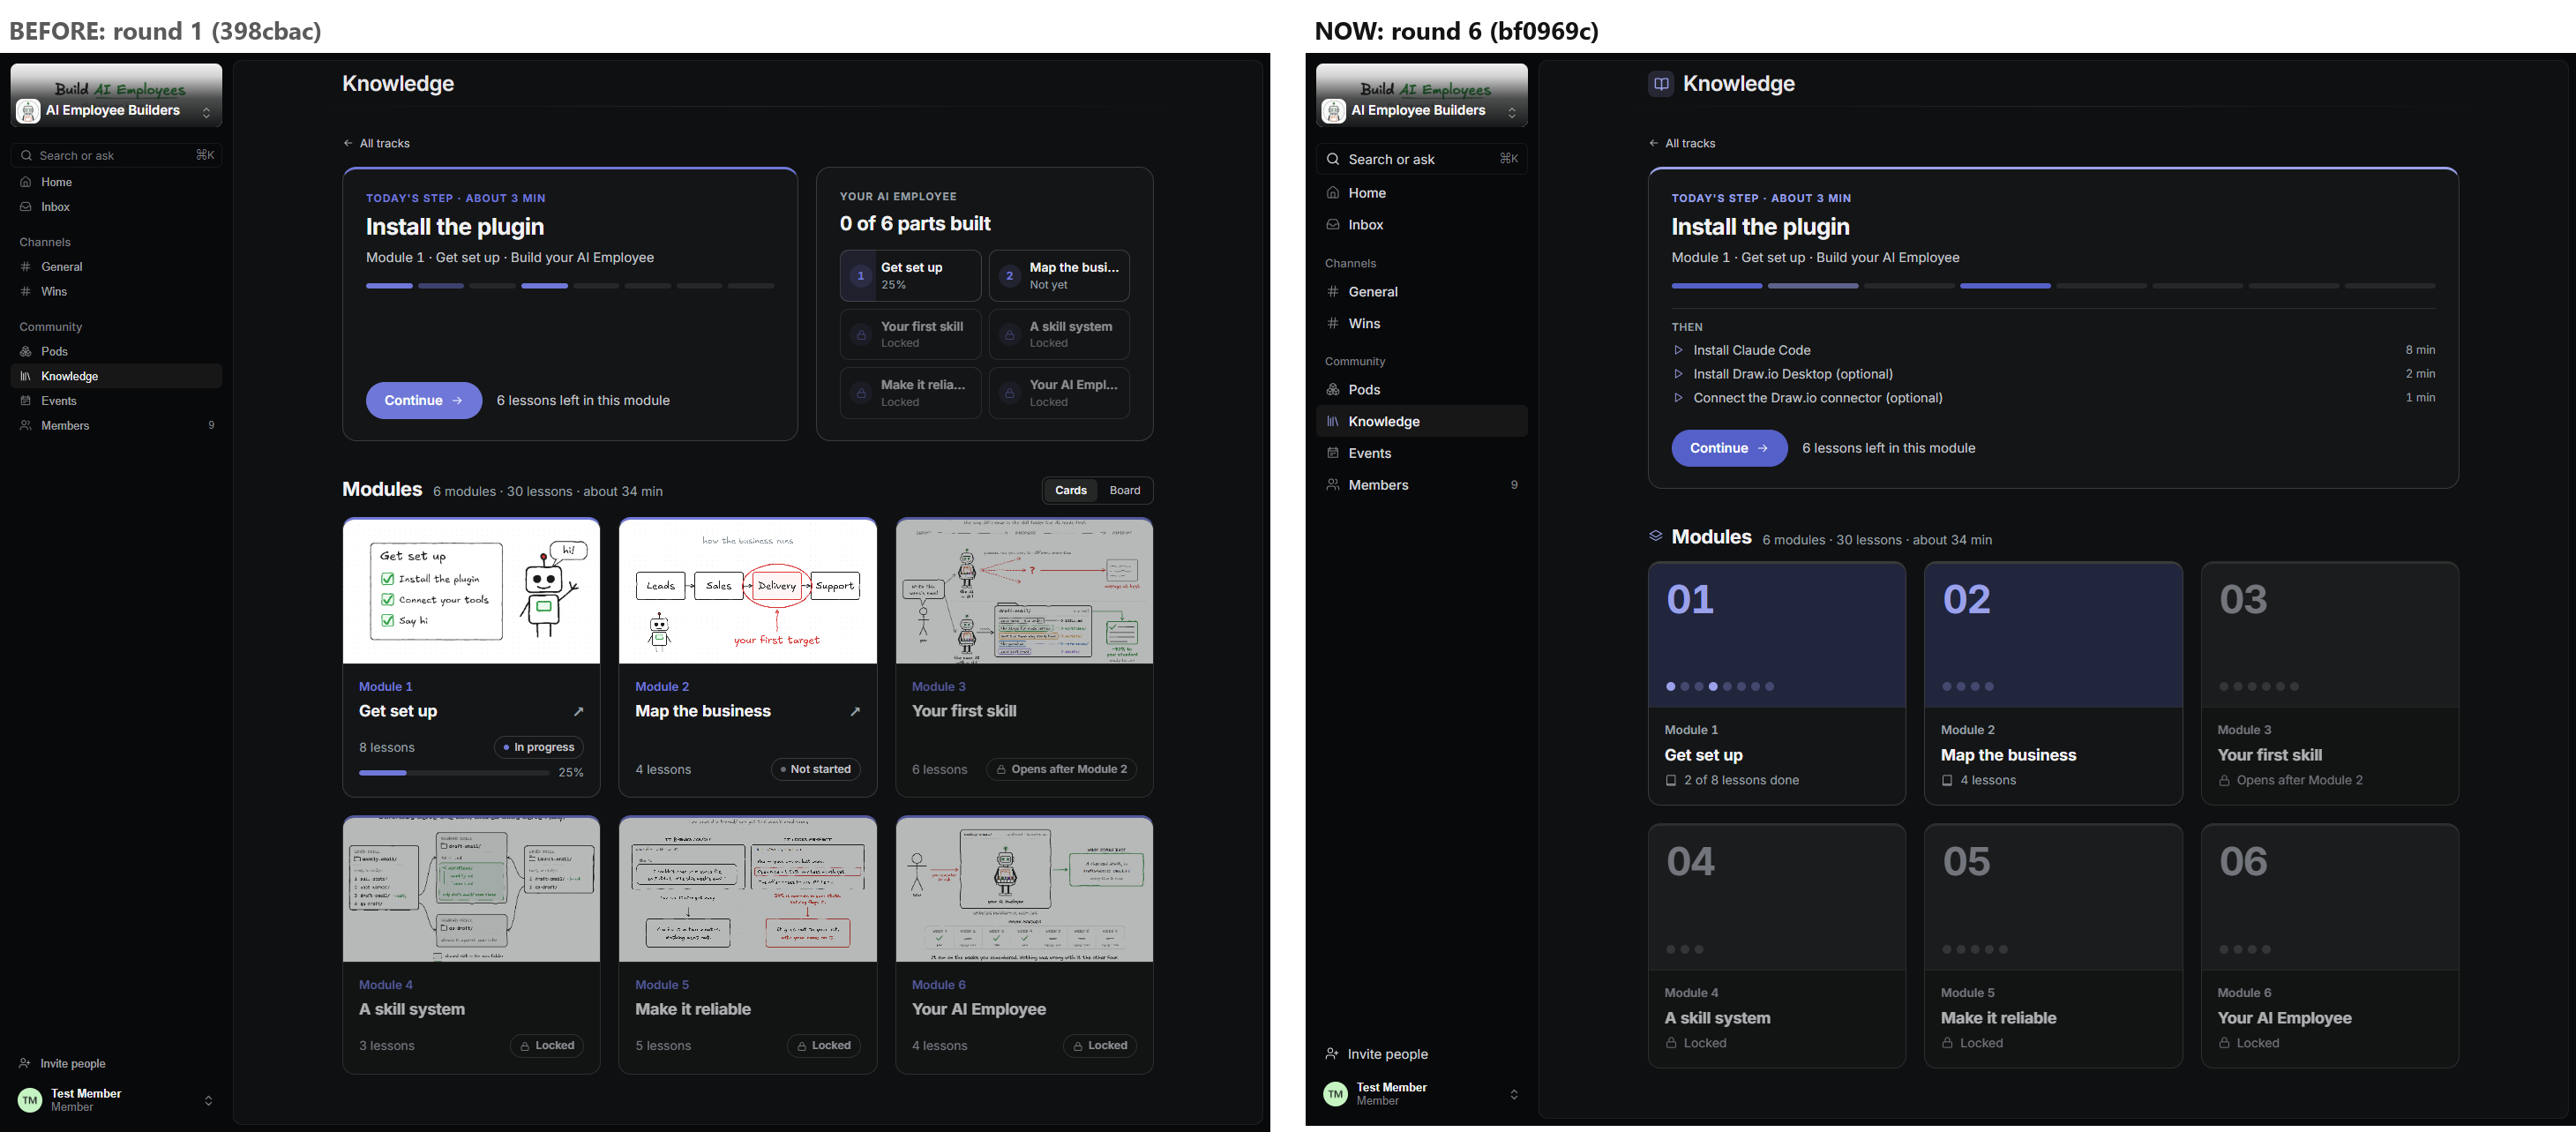 BEFORE: round 1 (398cbac)
Build AI Employees
AI Employee Builders
Search or ask ⌘K
Home
Inbox
Channels
General
Wins
Community
Pods
Knowledge
Events
Members 9
Invite people
TM Test Member
Member
Knowledge
← All tracks
TODAY'S STEP · ABOUT 3 MIN
Install the plugin
Module 1 · Get set up · Build your AI Employee
Continue → 6 lessons left in this module
YOUR AI EMPLOYEE
0 of 6 parts built
1 Get set up
25%
2 Map the busi...
Not yet
Your first skill
Locked
A skill system
Locked
Make it relia...
Locked
Your AI Empl...
Locked
Modules 6 modules · 30 lessons · about 34 min
Cards Board
Get set up
Install the plugin
Connect your tools
Say hi
hi!
Module 1
Get set up ↗
8 lessons In progress
25%
how the business runs
Leads Sales Delivery Support
your first target
Module 2
Map the business ↗
4 lessons Not started
Module 3
Your first skill
6 lessons Opens after Module 2
Module 4
A skill system
3 lessons Locked
Module 5
Make it reliable
5 lessons Locked
Module 6
Your AI Employee
4 lessons Locked
NOW: round 6 (bf0969c)
Build AI Employees
AI Employee Builders
Search or ask ⌘K
Home
Inbox
Channels
General
Wins
Community
Pods
Knowledge
Events
Members 9
Invite people
TM Test Member
Member
Knowledge
← All tracks
TODAY'S STEP · ABOUT 3 MIN
Install the plugin
Module 1 · Get set up · Build your AI Employee
THEN
Install Claude Code 8 min
Install Draw.io Desktop (optional) 2 min
Connect the Draw.io connector (optional) 1 min
Continue → 6 lessons left in this module
Modules 6 modules · 30 lessons · about 34 min
01
Module 1
Get set up
2 of 8 lessons done
02
Module 2
Map the business
4 lessons
03
Module 3
Your first skill
Opens after Module 2
04
Module 4
A skill system
Locked
05
Module 5
Make it reliable
Locked
06
Module 6
Your AI Employee
Locked